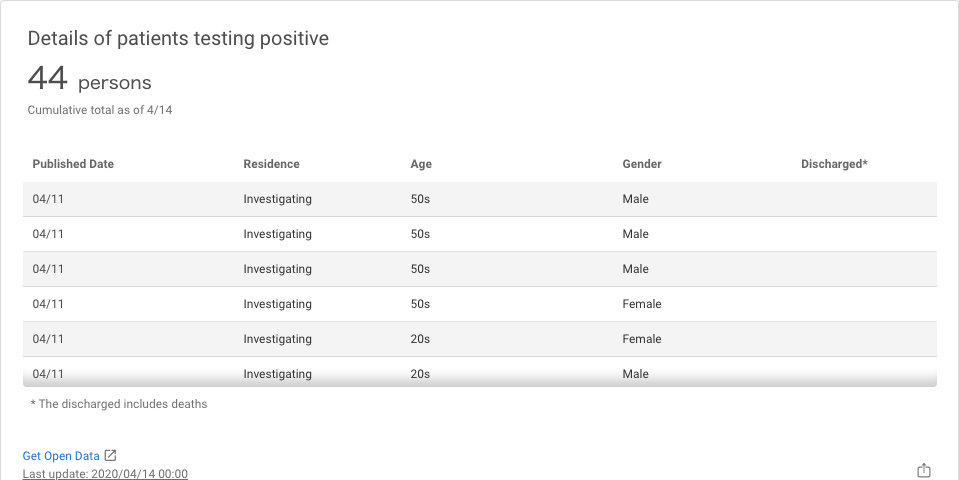 Details of patients testing positive
44 persons
Cumulative total as of 4/14
Published Date Residence Age Gender Discharged*
04/11 Investigating 50s Male
04/11 Investigating 50s Male
04/11 Investigating 50s Male
04/11 Investigating 50s Female
04/11 Investigating 20s Female
04/11 Investigating 20s Male
* The discharged includes deaths
Get Open Data
Last update: 2020/04/14 00:00